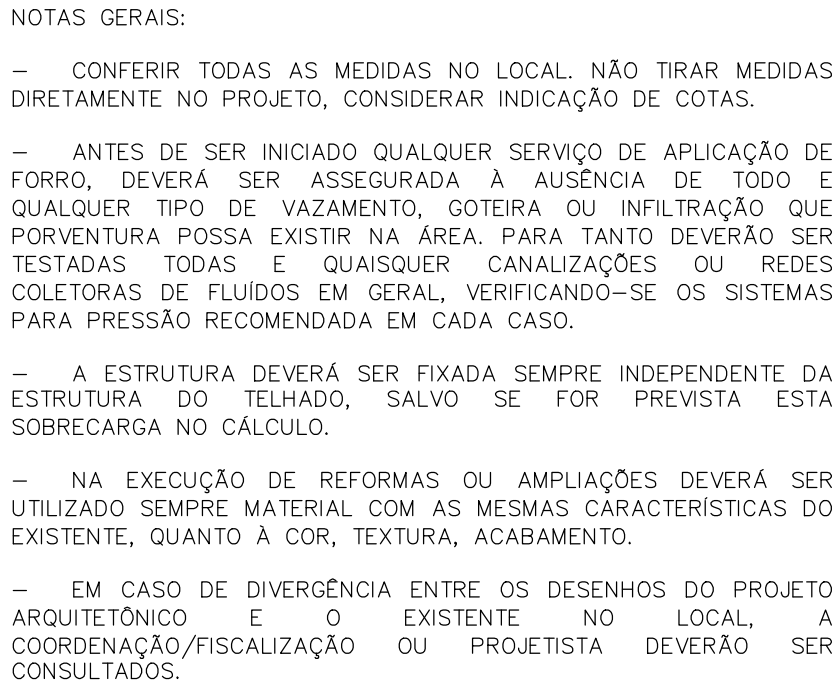 NOTAS GERAIS:
– CONFERIR TODAS AS MEDIDAS NO LOCAL. NÃO TIRAR MEDIDAS
DIRETAMENTE NO PROJETO, CONSIDERAR INDICAÇÃO DE COTAS.
– ANTES DE SER INICIADO QUALQUER SERVIÇO DE APLICAÇÃO DE
FORRO, DEVERÁ SER ASSEGURADA À AUSÊNCIA DE TODO E
QUALQUER TIPO DE VAZAMENTO, GOTEIRA OU INFILTRAÇÃO QUE
PORVENTURA POSSA EXISTIR NA ÁREA. PARA TANTO DEVERÃO SER
TESTADAS TODAS E QUAISQUER CANALIZAÇÕES OU REDES
COLETORAS DE FLUÍDOS EM GERAL, VERIFICANDO–SE OS SISTEMAS
PARA PRESSÃO RECOMENDADA EM CADA CASO.
– A ESTRUTURA DEVERÁ SER FIXADA SEMPRE INDEPENDENTE DA
ESTRUTURA DO TELHADO, SALVO SE FOR PREVISTA ESTA
SOBRECARGA NO CÁLCULO.
– NA EXECUÇÃO DE REFORMAS OU AMPLIAÇÕES DEVERÁ SER
UTILIZADO SEMPRE MATERIAL COM AS MESMAS CARACTERÍSTICAS DO
EXISTENTE, QUANTO À COR, TEXTURA, ACABAMENTO.
– EM CASO DE DIVERGÊNCIA ENTRE OS DESENHOS DO PROJETO
ARQUITETÔNICO E O EXISTENTE NO LOCAL, A
COORDENAÇÃO/FISCALIZAÇÃO OU PROJETISTA DEVERÃO SER
CONSULTADOS.